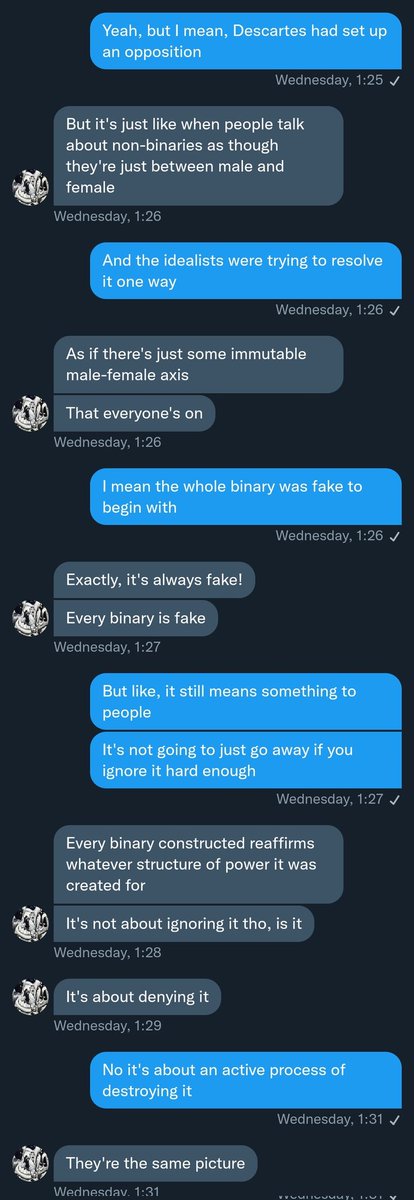 Yeah, but I mean, Descartes had set up
an opposition
Wednesday, 1:25 ✓
But it's just like when people talk
about non-binaries as though
they're just between male and
female
Wednesday, 1:26
And the idealists were trying to resolve
it one way
Wednesday, 1:26 ✓
As if there's just some immutable
male-female axis
That everyone's on
Wednesday, 1:26
I mean the whole binary was fake to
begin with
Wednesday, 1:26 ✓
Exactly, it's always fake!
Every binary is fake
Wednesday, 1:27
But like, it still means something to
people
It's not going to just go away if you
ignore it hard enough
Wednesday, 1:27 ✓
Every binary constructed reaffirms
whatever structure of power it was
created for
It's not about ignoring it tho, is it
Wednesday, 1:28
It's about denying it
Wednesday, 1:29
No it's about an active process of
destroying it
Wednesday, 1:31 ✓
They're the same picture
Wednesday, 1:31